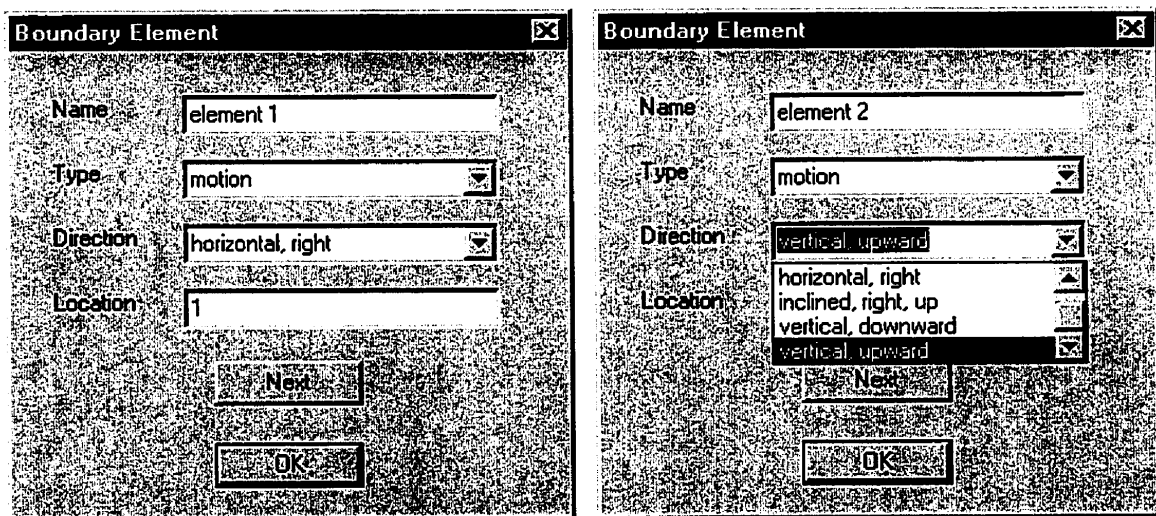 Boundary Element
Name element 1
Type motion
Direction horizontal, right
Location 1
Next
OK
Boundary Element
Name element 2
Type motion
Direction vertical, upward
horizontal, right
Location inclined, right, up
vertical, downward
vertical, upward
Next
OK